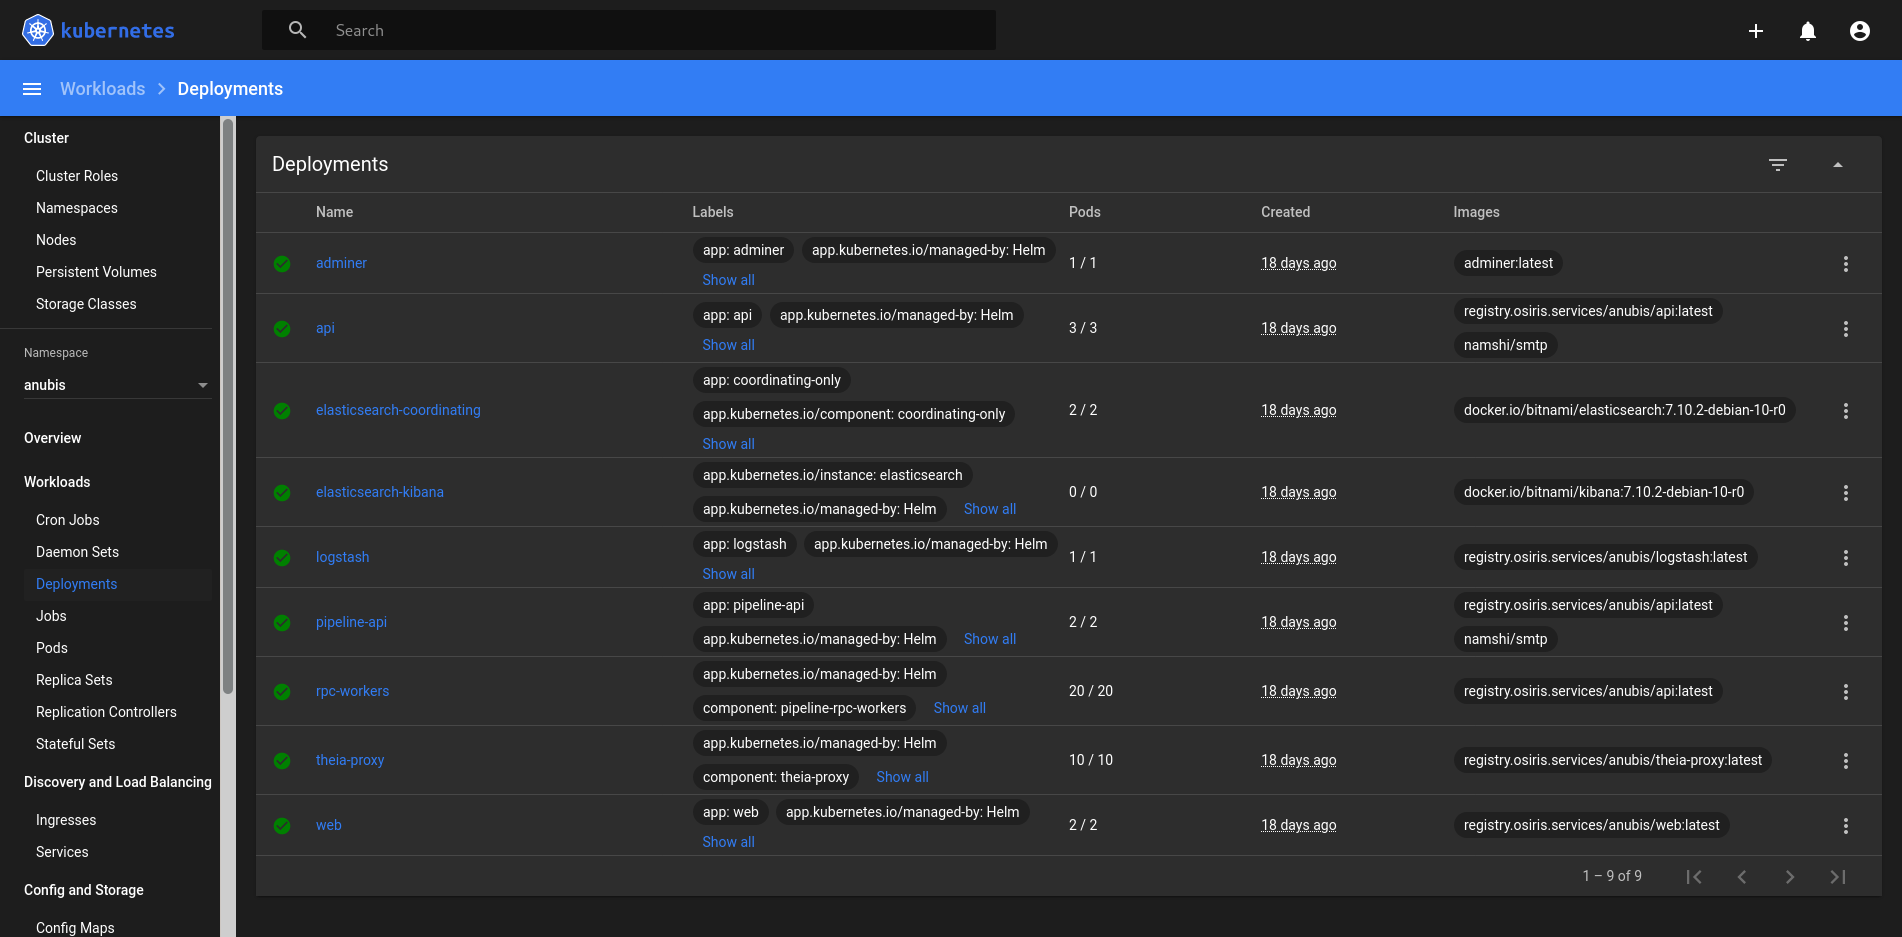 kubernetes
Search
Workloads > Deployments
Cluster
Cluster Roles
Namespaces
Nodes
Persistent Volumes
Storage Classes
Namespace
anubis
Overview
Workloads
Cron Jobs
Daemon Sets
Deployments
Jobs
Pods
Replica Sets
Replication Controllers
Stateful Sets
Discovery and Load Balancing
Ingresses
Services
Config and Storage
Config Maps
Deployments
Name Labels Pods Created Images
adminer app: adminer app.kubernetes.io/managed-by: Helm 1 / 1 18 days ago adminer:latest
Show all
api app: api app.kubernetes.io/managed-by: Helm 3 / 3 18 days ago registry.osiris.services/anubis/api:latest
Show all namshi/smtp
app: coordinating-only
elasticsearch-coordinating app.kubernetes.io/component: coordinating-only 2 / 2 18 days ago docker.io/bitnami/elasticsearch:7.10.2-debian-10-r0
Show all
app.kubernetes.io/instance: elasticsearch
elasticsearch-kibana app.kubernetes.io/managed-by: Helm Show all 0 / 0 18 days ago docker.io/bitnami/kibana:7.10.2-debian-10-r0
logstash app: logstash app.kubernetes.io/managed-by: Helm 1 / 1 18 days ago registry.osiris.services/anubis/logstash:latest
Show all
app: pipeline-api registry.osiris.services/anubis/api:latest
pipeline-api app.kubernetes.io/managed-by: Helm Show all 2 / 2 18 days ago namshi/smtp
app.kubernetes.io/managed-by: Helm
rpc-workers component: pipeline-rpc-workers Show all 20 / 20 18 days ago registry.osiris.services/anubis/api:latest
app.kubernetes.io/managed-by: Helm
theia-proxy component: theia-proxy Show all 10 / 10 18 days ago registry.osiris.services/anubis/theia-proxy:latest
web app: web app.kubernetes.io/managed-by: Helm 2 / 2 18 days ago registry.osiris.services/anubis/web:latest
Show all
1 – 9 of 9